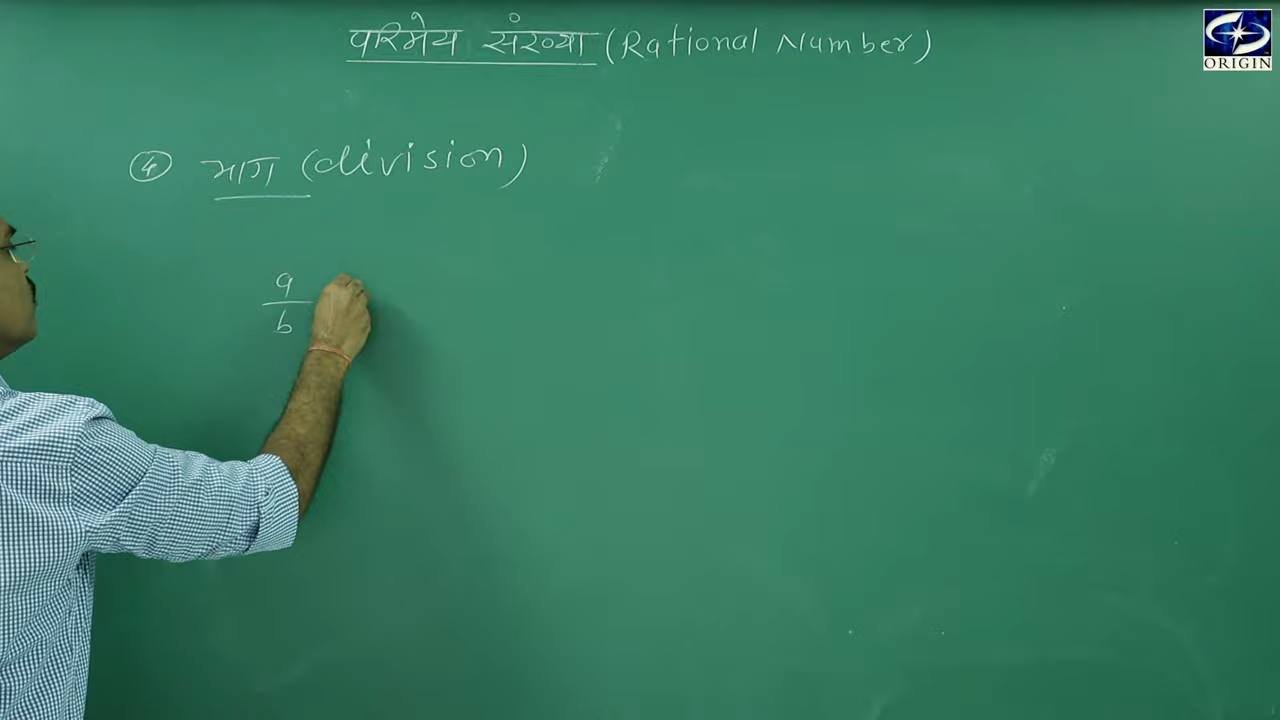 परिमेय संख्या (Rational Number)
ORIGIN
④ भाग (division)
a
b